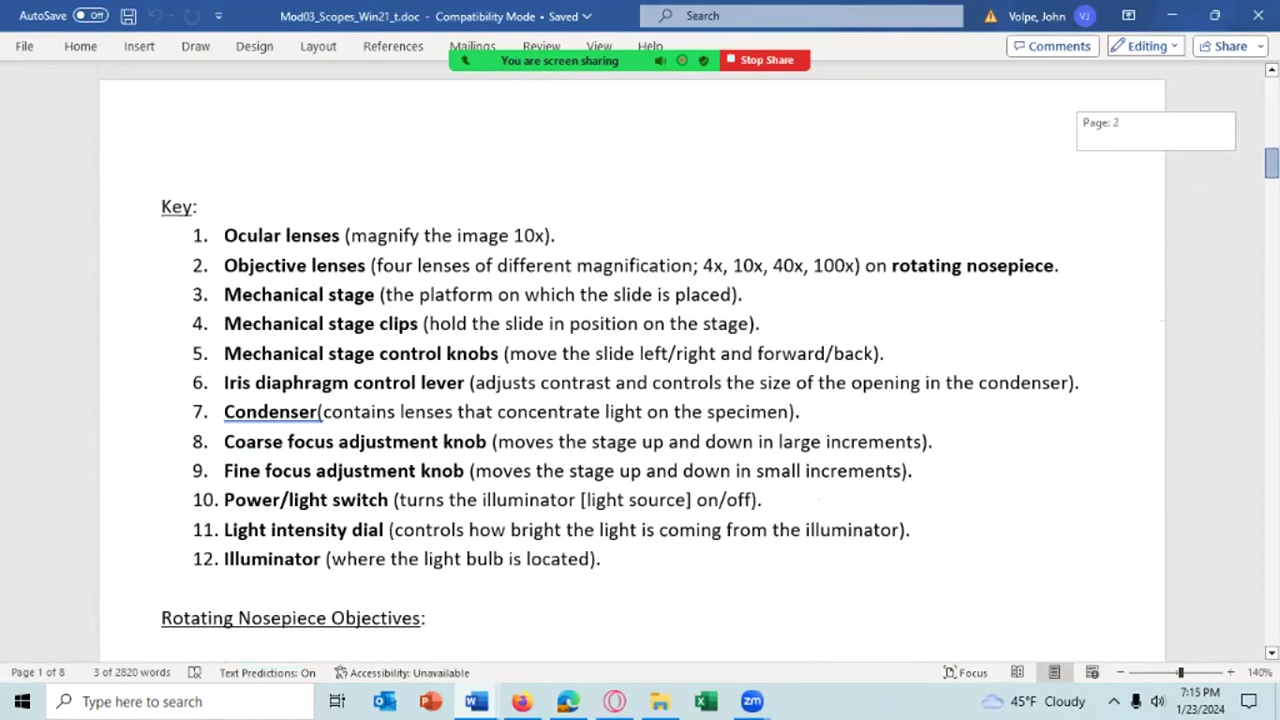 AutoSave Off Mod03_Scopes_Win21_t.doc - Compatibility Mode • Saved Search Volpe, John VJ
File Home Insert Draw Design Layout References Mailings Review View Help Comments Editing Share
You are screen sharing Stop Share
Page: 2
Key:
1. Ocular lenses (magnify the image 10x).
2. Objective lenses (four lenses of different magnification; 4x, 10x, 40x, 100x) on rotating nosepiece.
3. Mechanical stage (the platform on which the slide is placed).
4. Mechanical stage clips (hold the slide in position on the stage).
5. Mechanical stage control knobs (move the slide left/right and forward/back).
6. Iris diaphragm control lever (adjusts contrast and controls the size of the opening in the condenser).
7. Condenser(contains lenses that concentrate light on the specimen).
8. Coarse focus adjustment knob (moves the stage up and down in large increments).
9. Fine focus adjustment knob (moves the stage up and down in small increments).
10. Power/light switch (turns the illuminator [light source] on/off).
11. Light intensity dial (controls how bright the light is coming from the illuminator).
12. Illuminator (where the light bulb is located).
Rotating Nosepiece Objectives:
Page 1 of 8 3 of 2820 words Text Predictions: On Accessibility: Unavailable Focus 140%
Type here to search zm 45°F Cloudy 7:15 PM
1/23/2024